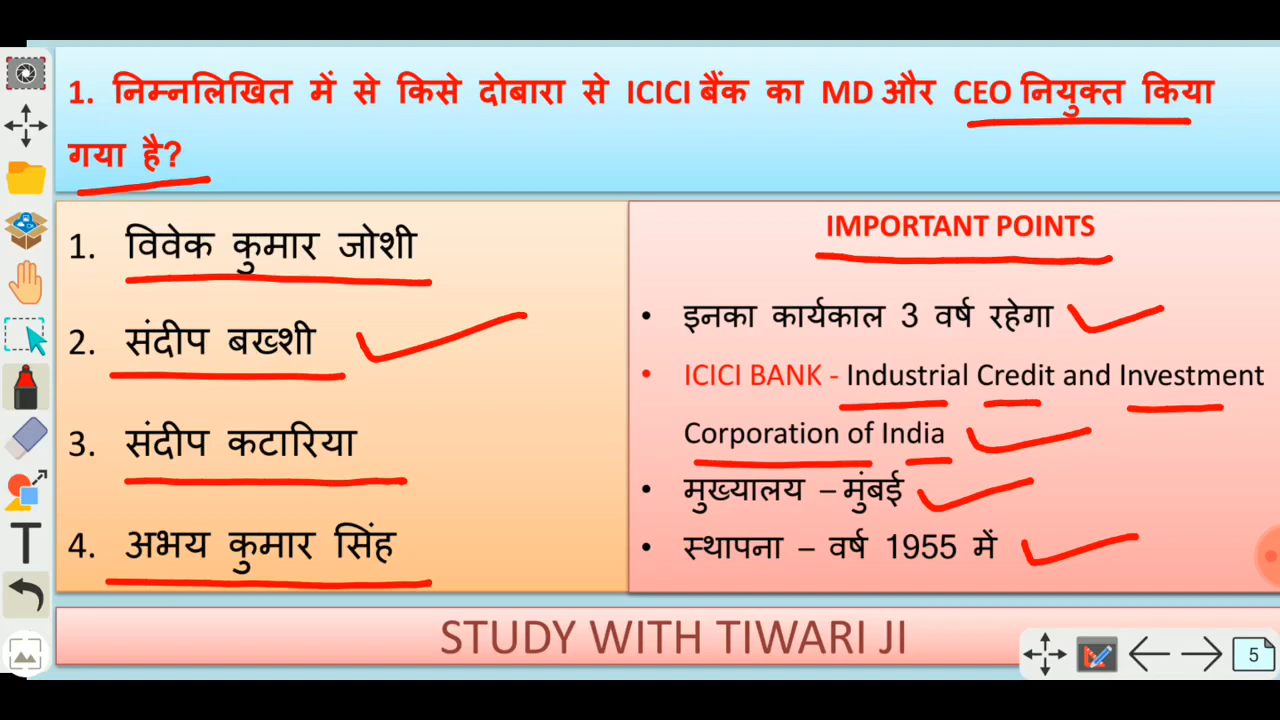 1. निम्नलिखित में से किसे दोबारा से ICICI बैंक का MD और CEO नियुक्त किया
गया है?
1. विवेक कुमार जोशी
2. संदीप बख्शी
3. संदीप कटारिया
4. अभय कुमार सिंह
IMPORTANT POINTS
• इनका कार्यकाल 3 वर्ष रहेगा
• ICICI BANK - Industrial Credit and Investment
Corporation of India
• मुख्यालय – मुंबई
• स्थापना – वर्ष 1955 में
STUDY WITH TIWARI JI
T
5